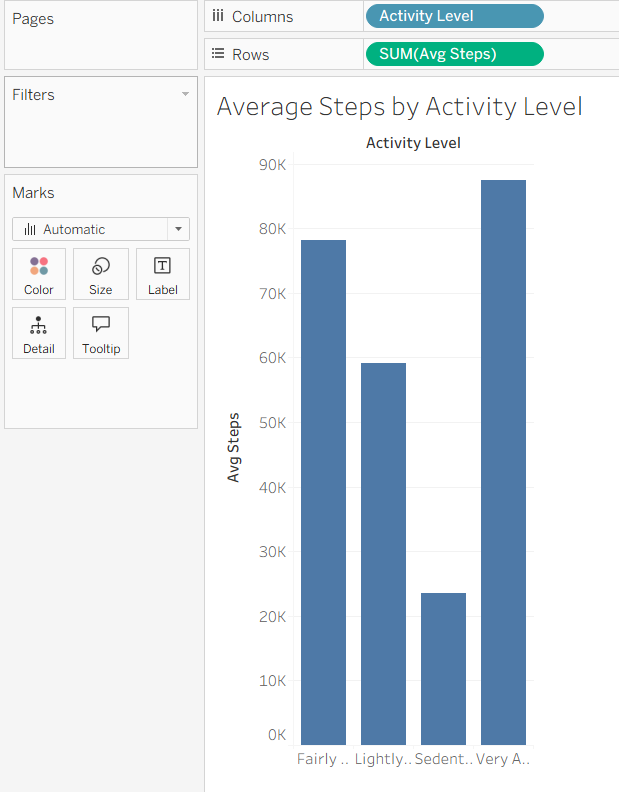 Pages
Columns
Activity Level
Rows
SUM(Avg Steps)
Filters
Marks
Automatic
Color
Size
Label
Detail
Tooltip
Average Steps by Activity Level
Activity Level
90K
80K
70K
60K
50K
40K
30K
20K
10K
0K
Avg Steps
Fairly .. Lightly.. Sedent.. Very A..